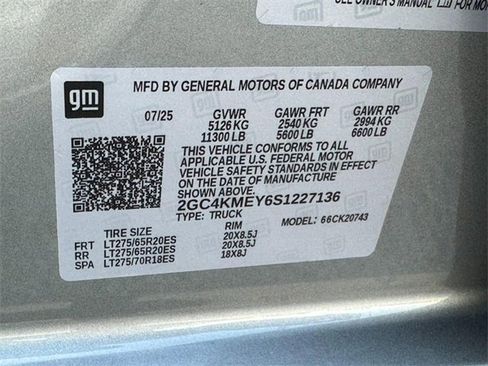 SEE OWNER'S MANUAL
FOR MO
gm
MFD BY GENERAL MOTORS OF CANADA COMPANY
07/25 GVWR GAWR FRT GAWR RR
5126 KG 2540 KG 2994 KG
11300 LB 5600 LB 6600 LB
THIS VEHICLE CONFORMS TO ALL
APPLICABLE U.S. FEDERAL MOTOR
VEHICLE SAFETY STANDARDS IN EFFECT
ON THE DATE OF MANUFACTURE
SHOWN ABOVE.
2GC4KMEY6S1227136
TYPE: TRUCK MODEL: 66CK20743
TIRE SIZE RIM
FRT LT275/65R20ES 20X8.5J
RR LT275/65R20ES 20X8.5J
SPA LT275/70R18ES 18X8J